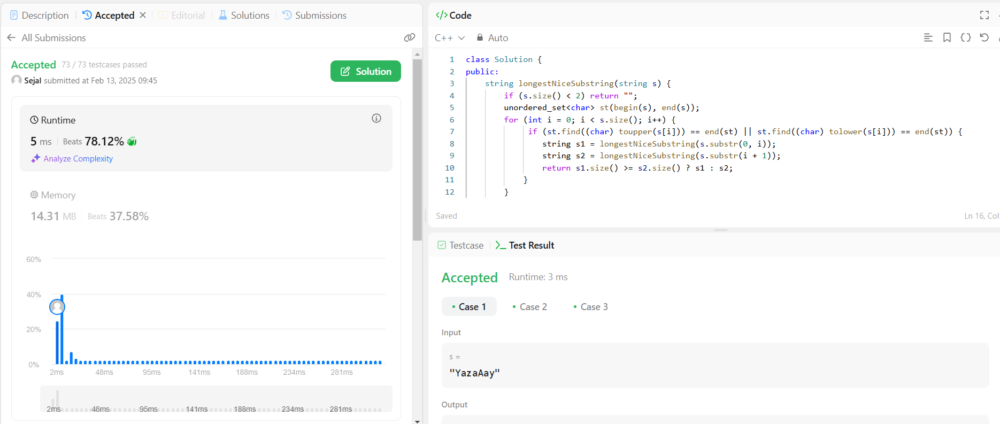 Description
Accepted
Editorial
Solutions
Submissions
All Submissions
Accepted 73 / 73 testcases passed
Sejal submitted at Feb 13, 2025 09:45
Solution
Runtime
5 ms Beats 78.12%
Analyze Complexity
Memory
14.31 MB Beats 37.58%
60%
40%
20%
0%
2ms 48ms 95ms 141ms 188ms 234ms 281ms
2ms 48ms 95ms 141ms 188ms 234ms 281ms
</> Code
C++ Auto
1 class Solution {
2 public:
3 string longestNiceSubstring(string s) {
4 if (s.size() < 2) return "";
5 unordered_set<char> st(begin(s), end(s));
6 for (int i = 0; i < s.size(); i++) {
7 if (st.find((char) toupper(s[i])) == end(st) || st.find((char) tolower(s[i])) == end(st)) {
8 string s1 = longestNiceSubstring(s.substr(0, i));
9 string s2 = longestNiceSubstring(s.substr(i + 1));
10 return s1.size() >= s2.size() ? s1 : s2;
11 }
12 }
Saved
Ln 16, Col
Testcase
Test Result
Accepted Runtime: 3 ms
Case 1 Case 2 Case 3
Input
s =
"YazaAay"
Output